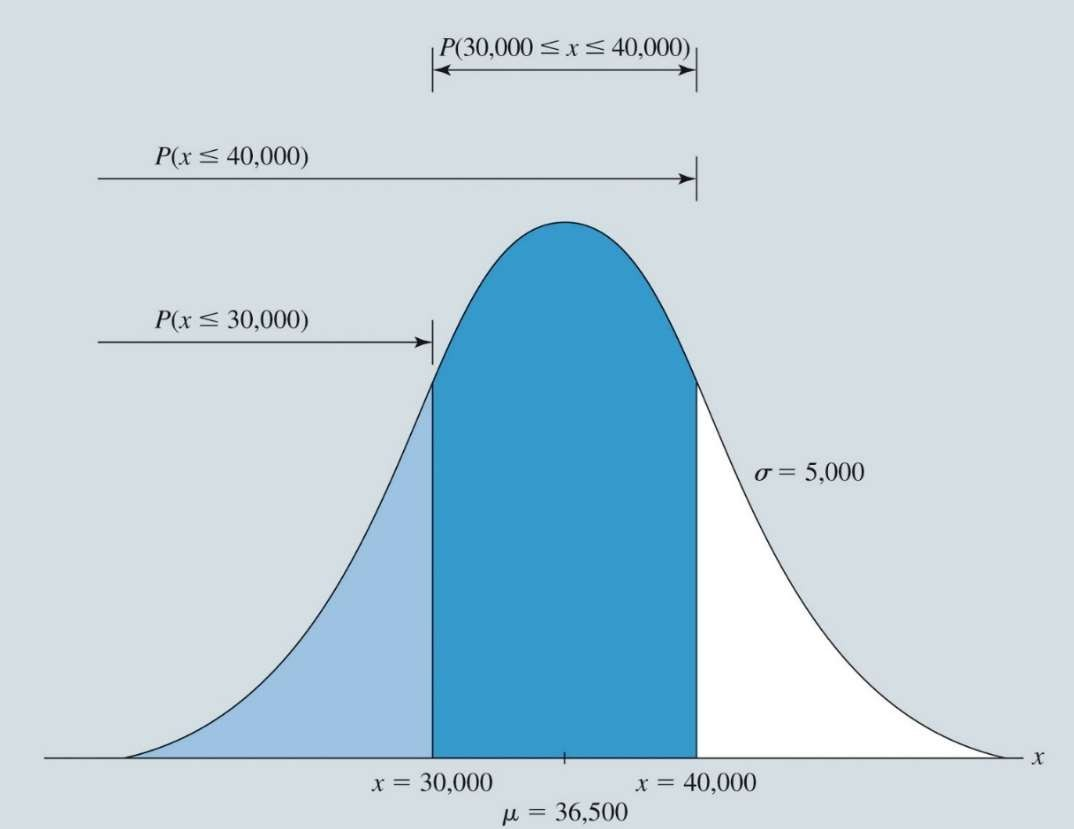 P(30,000 ≤ x ≤ 40,000)
P(x ≤ 40,000)
P(x ≤ 30,000)
σ = 5,000
x
x = 30,000
x = 40,000
μ = 36,500